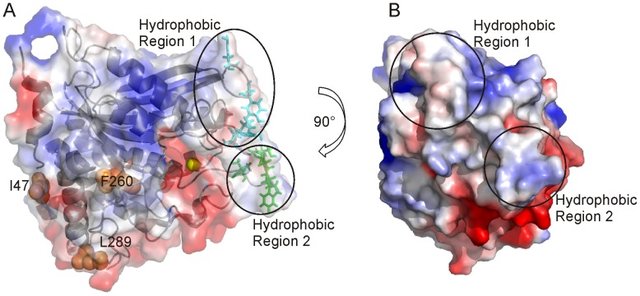 A
Hydrophobic
Region 1
I47
F260
L289
Hydrophobic
Region 2
90°
B
Hydrophobic
Region 1
Hydrophobic
Region 2